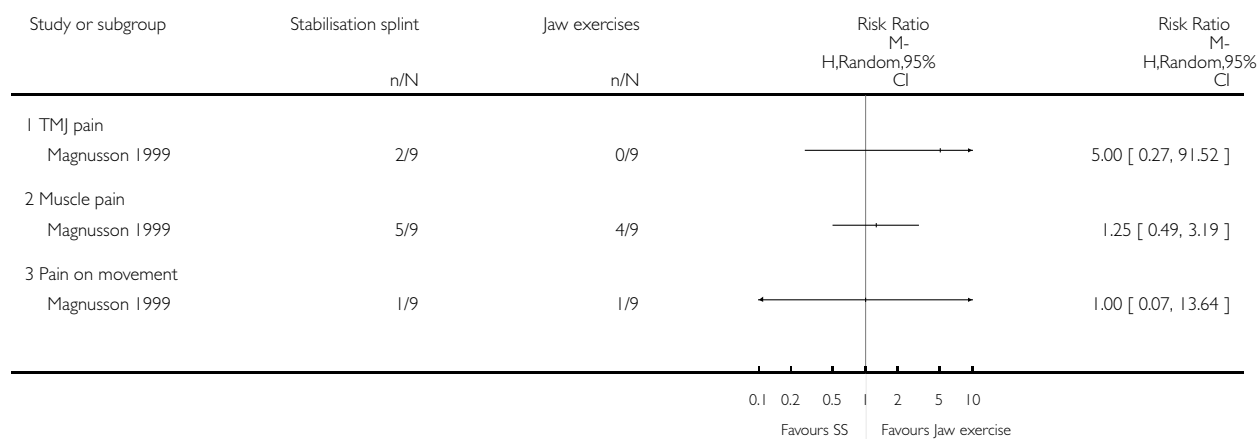 Study or subgroup Stabilisation splint Jaw exercises Risk Ratio Risk Ratio
M- M-
H,Random,95% H,Random,95%
n/N n/N CI CI
1 TMJ pain
Magnusson 1999 2/9 0/9 5.00 [ 0.27, 91.52 ]
2 Muscle pain
Magnusson 1999 5/9 4/9 1.25 [ 0.49, 3.19 ]
3 Pain on movement
Magnusson 1999 1/9 1/9 1.00 [ 0.07, 13.64 ]
0.1 0.2 0.5 1 2 5 10
Favours SS Favours Jaw exercise